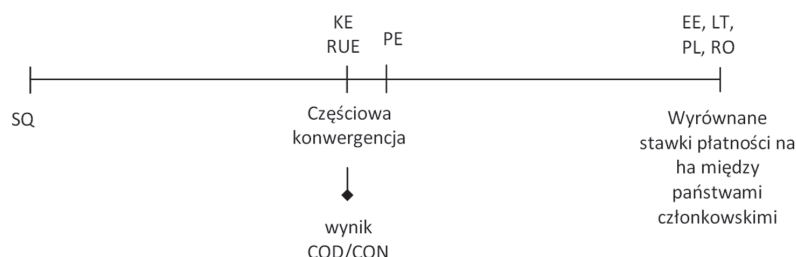 KE
RUE
PE
EE, LT,
PL, RO
SQ
Częściowa
konwergencja
Wyrównane
stawki płatności na
ha między
państwami
członkowskimi
wynik
COD/CON